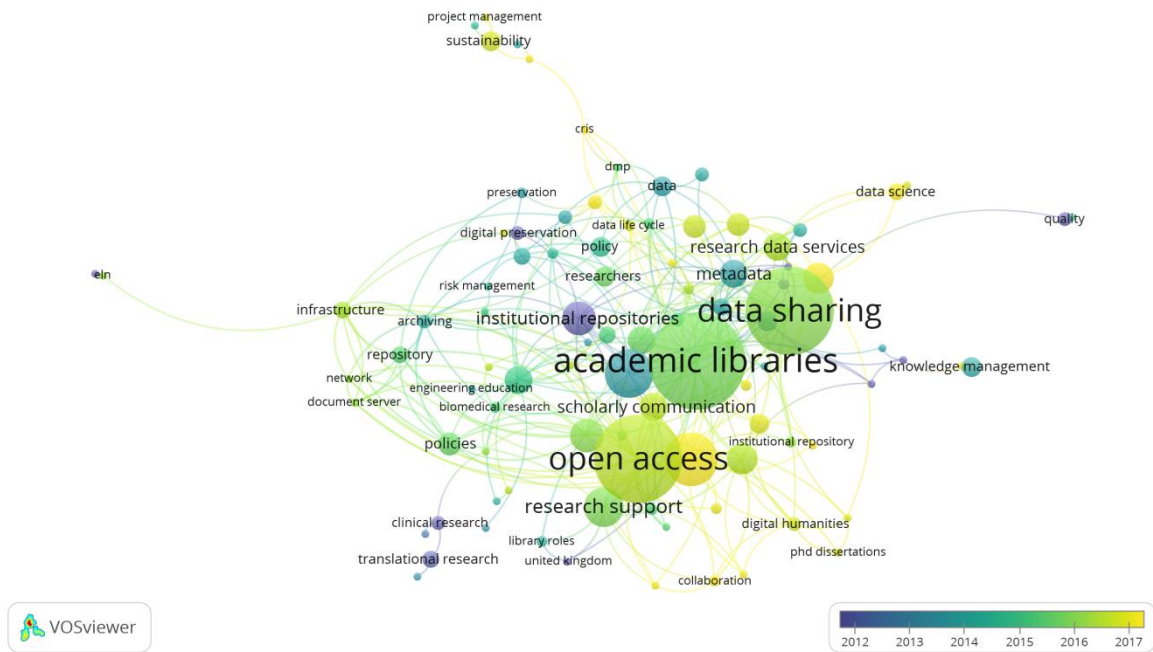 project management
sustainability
cris
dmp
data
preservation
data science
quality
digital preservation
data life cycle
policy
research data services
eln
researchers
metadata
risk management
infrastructure
data sharing
archiving
institutional repositories
repository
academic libraries
knowledge management
network
engineering education
document server
biomedical research
scholarly communication
policies
institutional repository
open access
research support
clinical research
digital humanities
library roles
translational research
united kingdom
phd dissertations
collaboration
VOSviewer
2012 2013 2014 2015 2016 2017